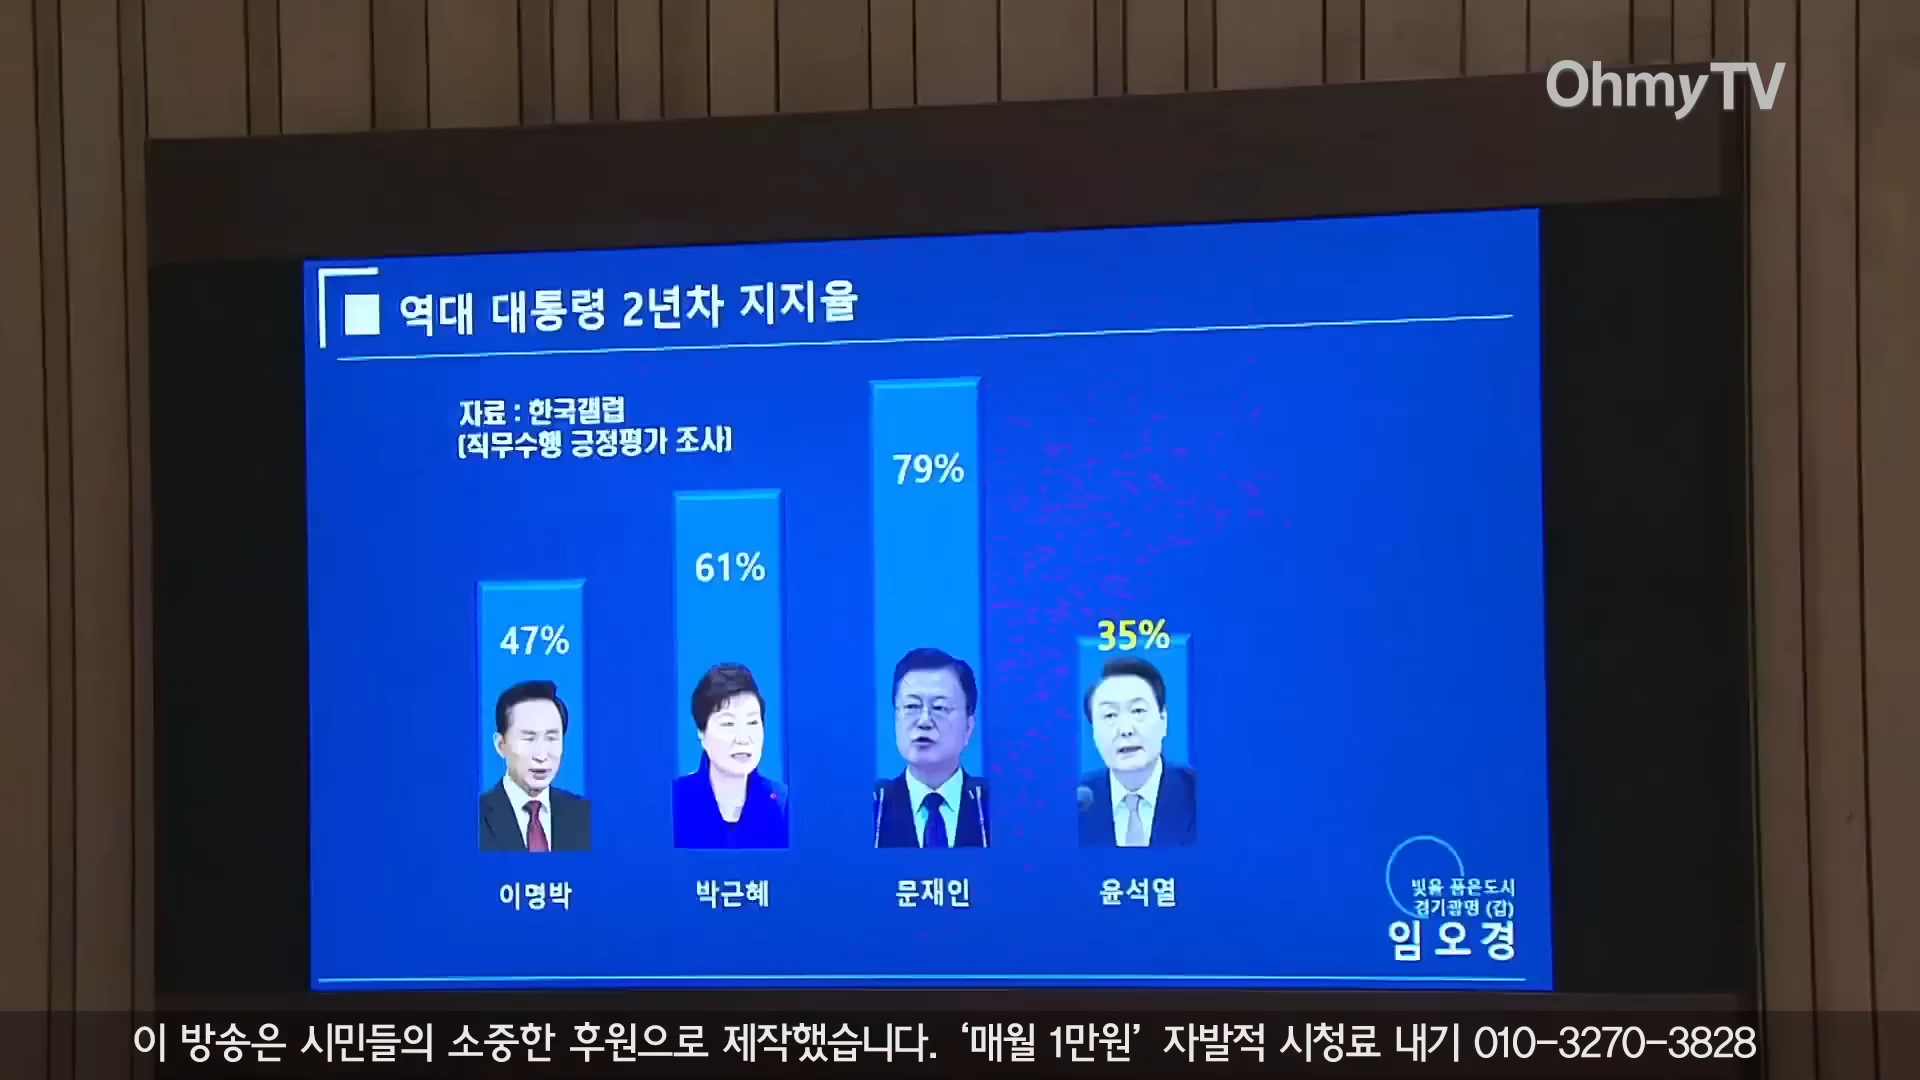 OhmyTV
역대 대통령 2년차 지지율
자료 : 한국갤럽
(직무수행 긍정평가 조사)
79%
61%
47%
35%
이명박
박근혜
문재인
윤석열
빛을 품은도시
경기광명 (갑)
임오경
이 방송은 시민들의 소중한 후원으로 제작했습니다. ‘매월 1만원’ 자발적 시청료 내기 010-3270-3828